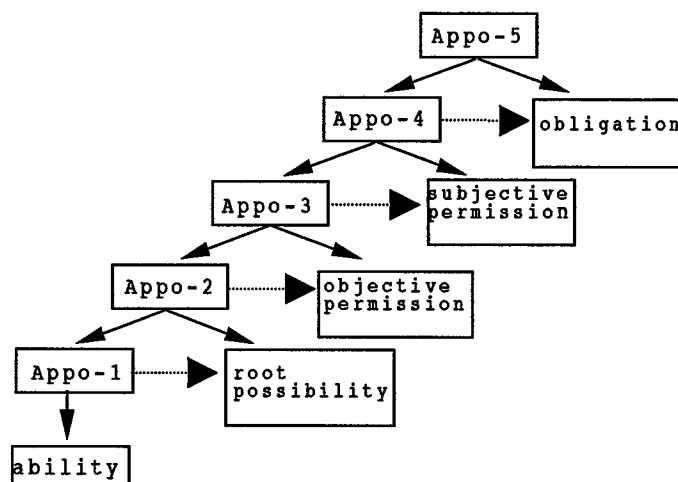 Appo-5
Appo-4
obligation
Appo-3
subjective
permission
Appo-2
objective
permission
Appo-1
root
possibility
ability